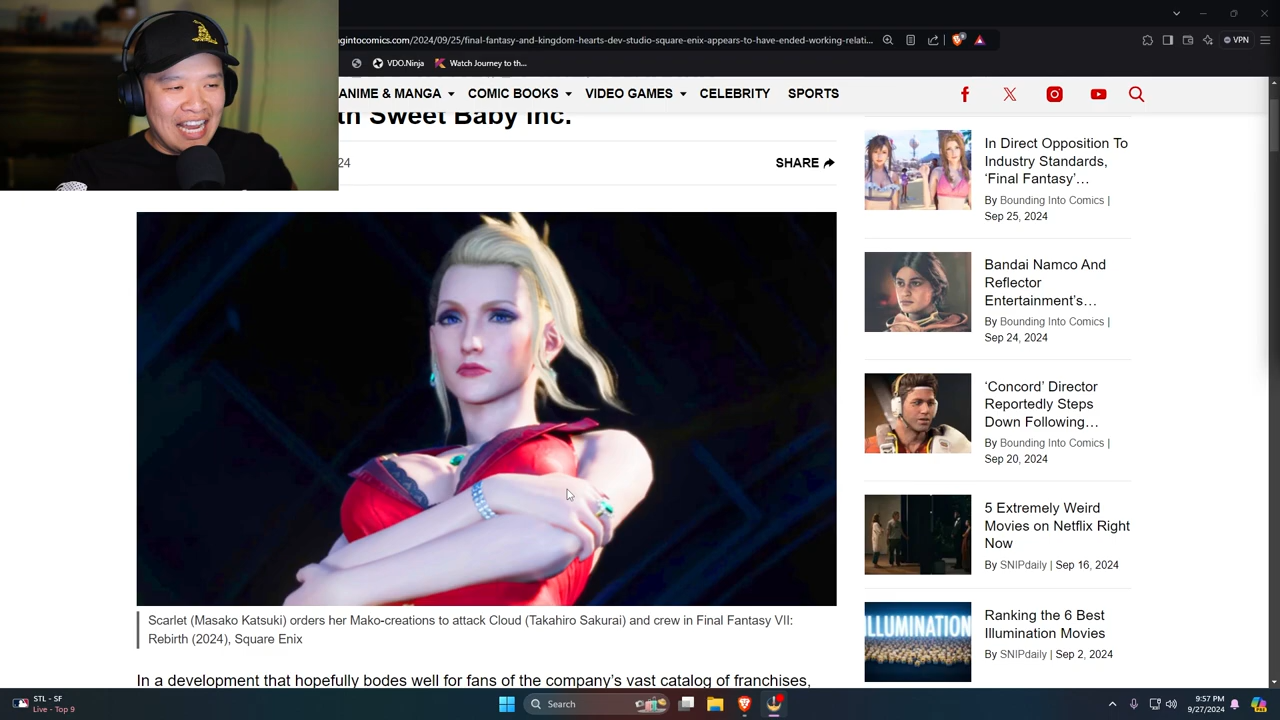 agintocomics.com/2024/09/25/final-fantasy-and-kingdom-hearts-dev-studio-square-enix-appears-to-have-ended-working-relati...
VPN
VDO.Ninja
Watch Journey to th...
ANIME & MANGA
COMIC BOOKS
VIDEO GAMES
CELEBRITY
SPORTS
th Sweet Baby Inc.
24
SHARE
Scarlet (Masako Katsuki) orders her Mako-creations to attack Cloud (Takahiro Sakurai) and crew in Final Fantasy VII:
Rebirth (2024), Square Enix
In a development that hopefully bodes well for fans of the company's vast catalog of franchises,
In Direct Opposition To
Industry Standards,
‘Final Fantasy’…
By Bounding Into Comics |
Sep 25, 2024
Bandai Namco And
Reflector
Entertainment’s…
By Bounding Into Comics |
Sep 24, 2024
‘Concord’ Director
Reportedly Steps
Down Following…
By Bounding Into Comics |
Sep 20, 2024
5 Extremely Weird
Movies on Netflix Right
Now
By SNIPdaily | Sep 16, 2024
ILLUMINATION
Ranking the 6 Best
Illumination Movies
By SNIPdaily | Sep 2, 2024
STL - SF
Live - Top 9
Search
9:57 PM
9/27/2024